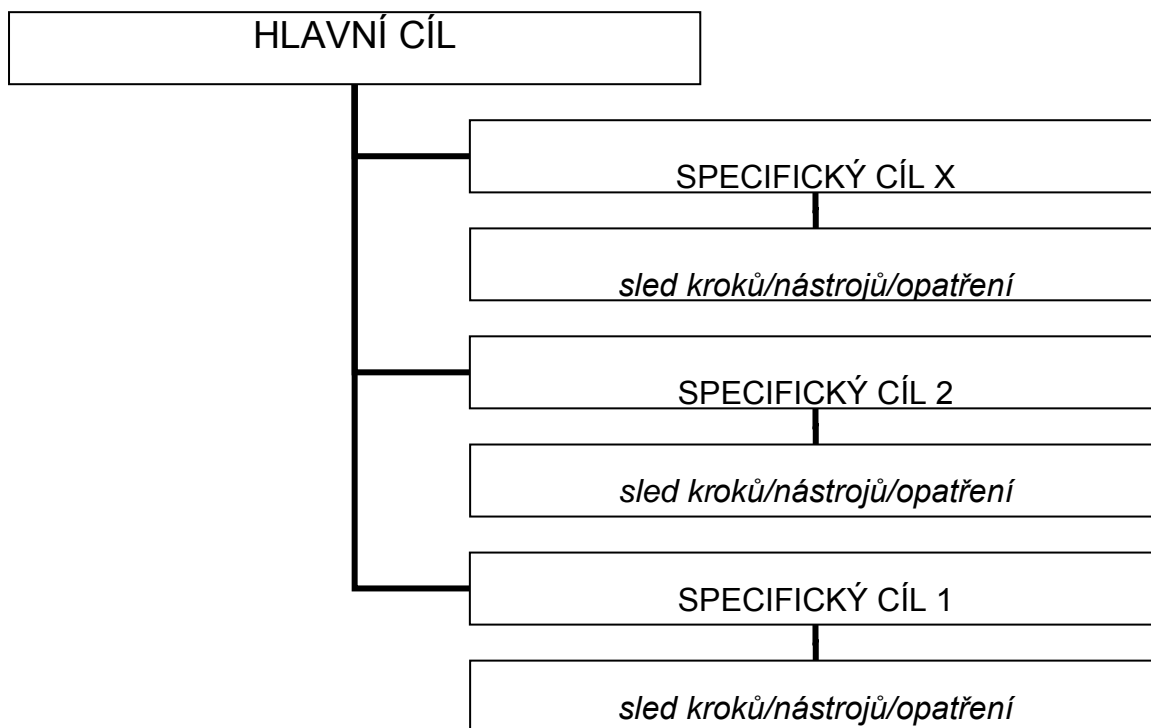 HLAVNÍ CÍL
SPECIFICKÝ CÍL X
sled kroků/nástrojů/opatření
SPECIFICKÝ CÍL 2
sled kroků/nástrojů/opatření
SPECIFICKÝ CÍL 1
sled kroků/nástrojů/opatření